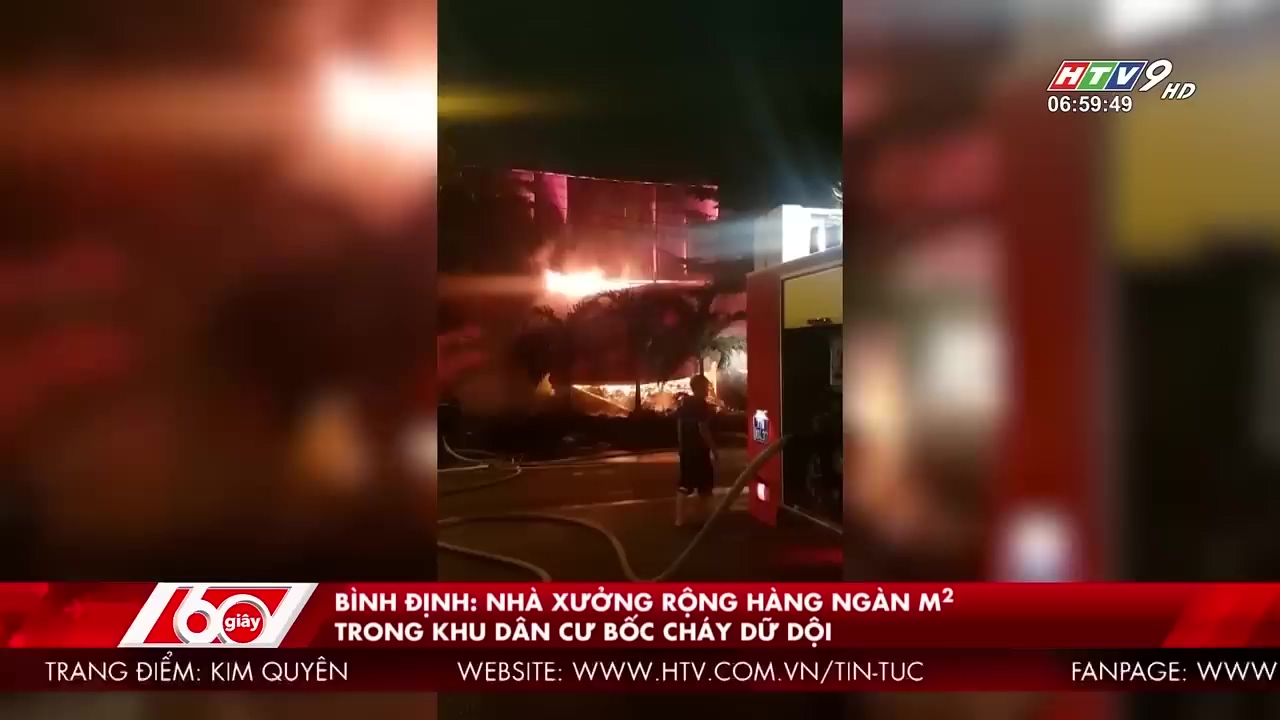 HTV9 HD
06:59:49
60 giây
BÌNH ĐỊNH: NHÀ XƯỞNG RỘNG HÀNG NGÀN M²
TRONG KHU DÂN CƯ BỐC CHÁY DỮ DỘI
TRANG ĐIỂM: KIM QUYÊN WEBSITE: WWW.HTV.COM.VN/TIN-TUC FANPAGE: WWW